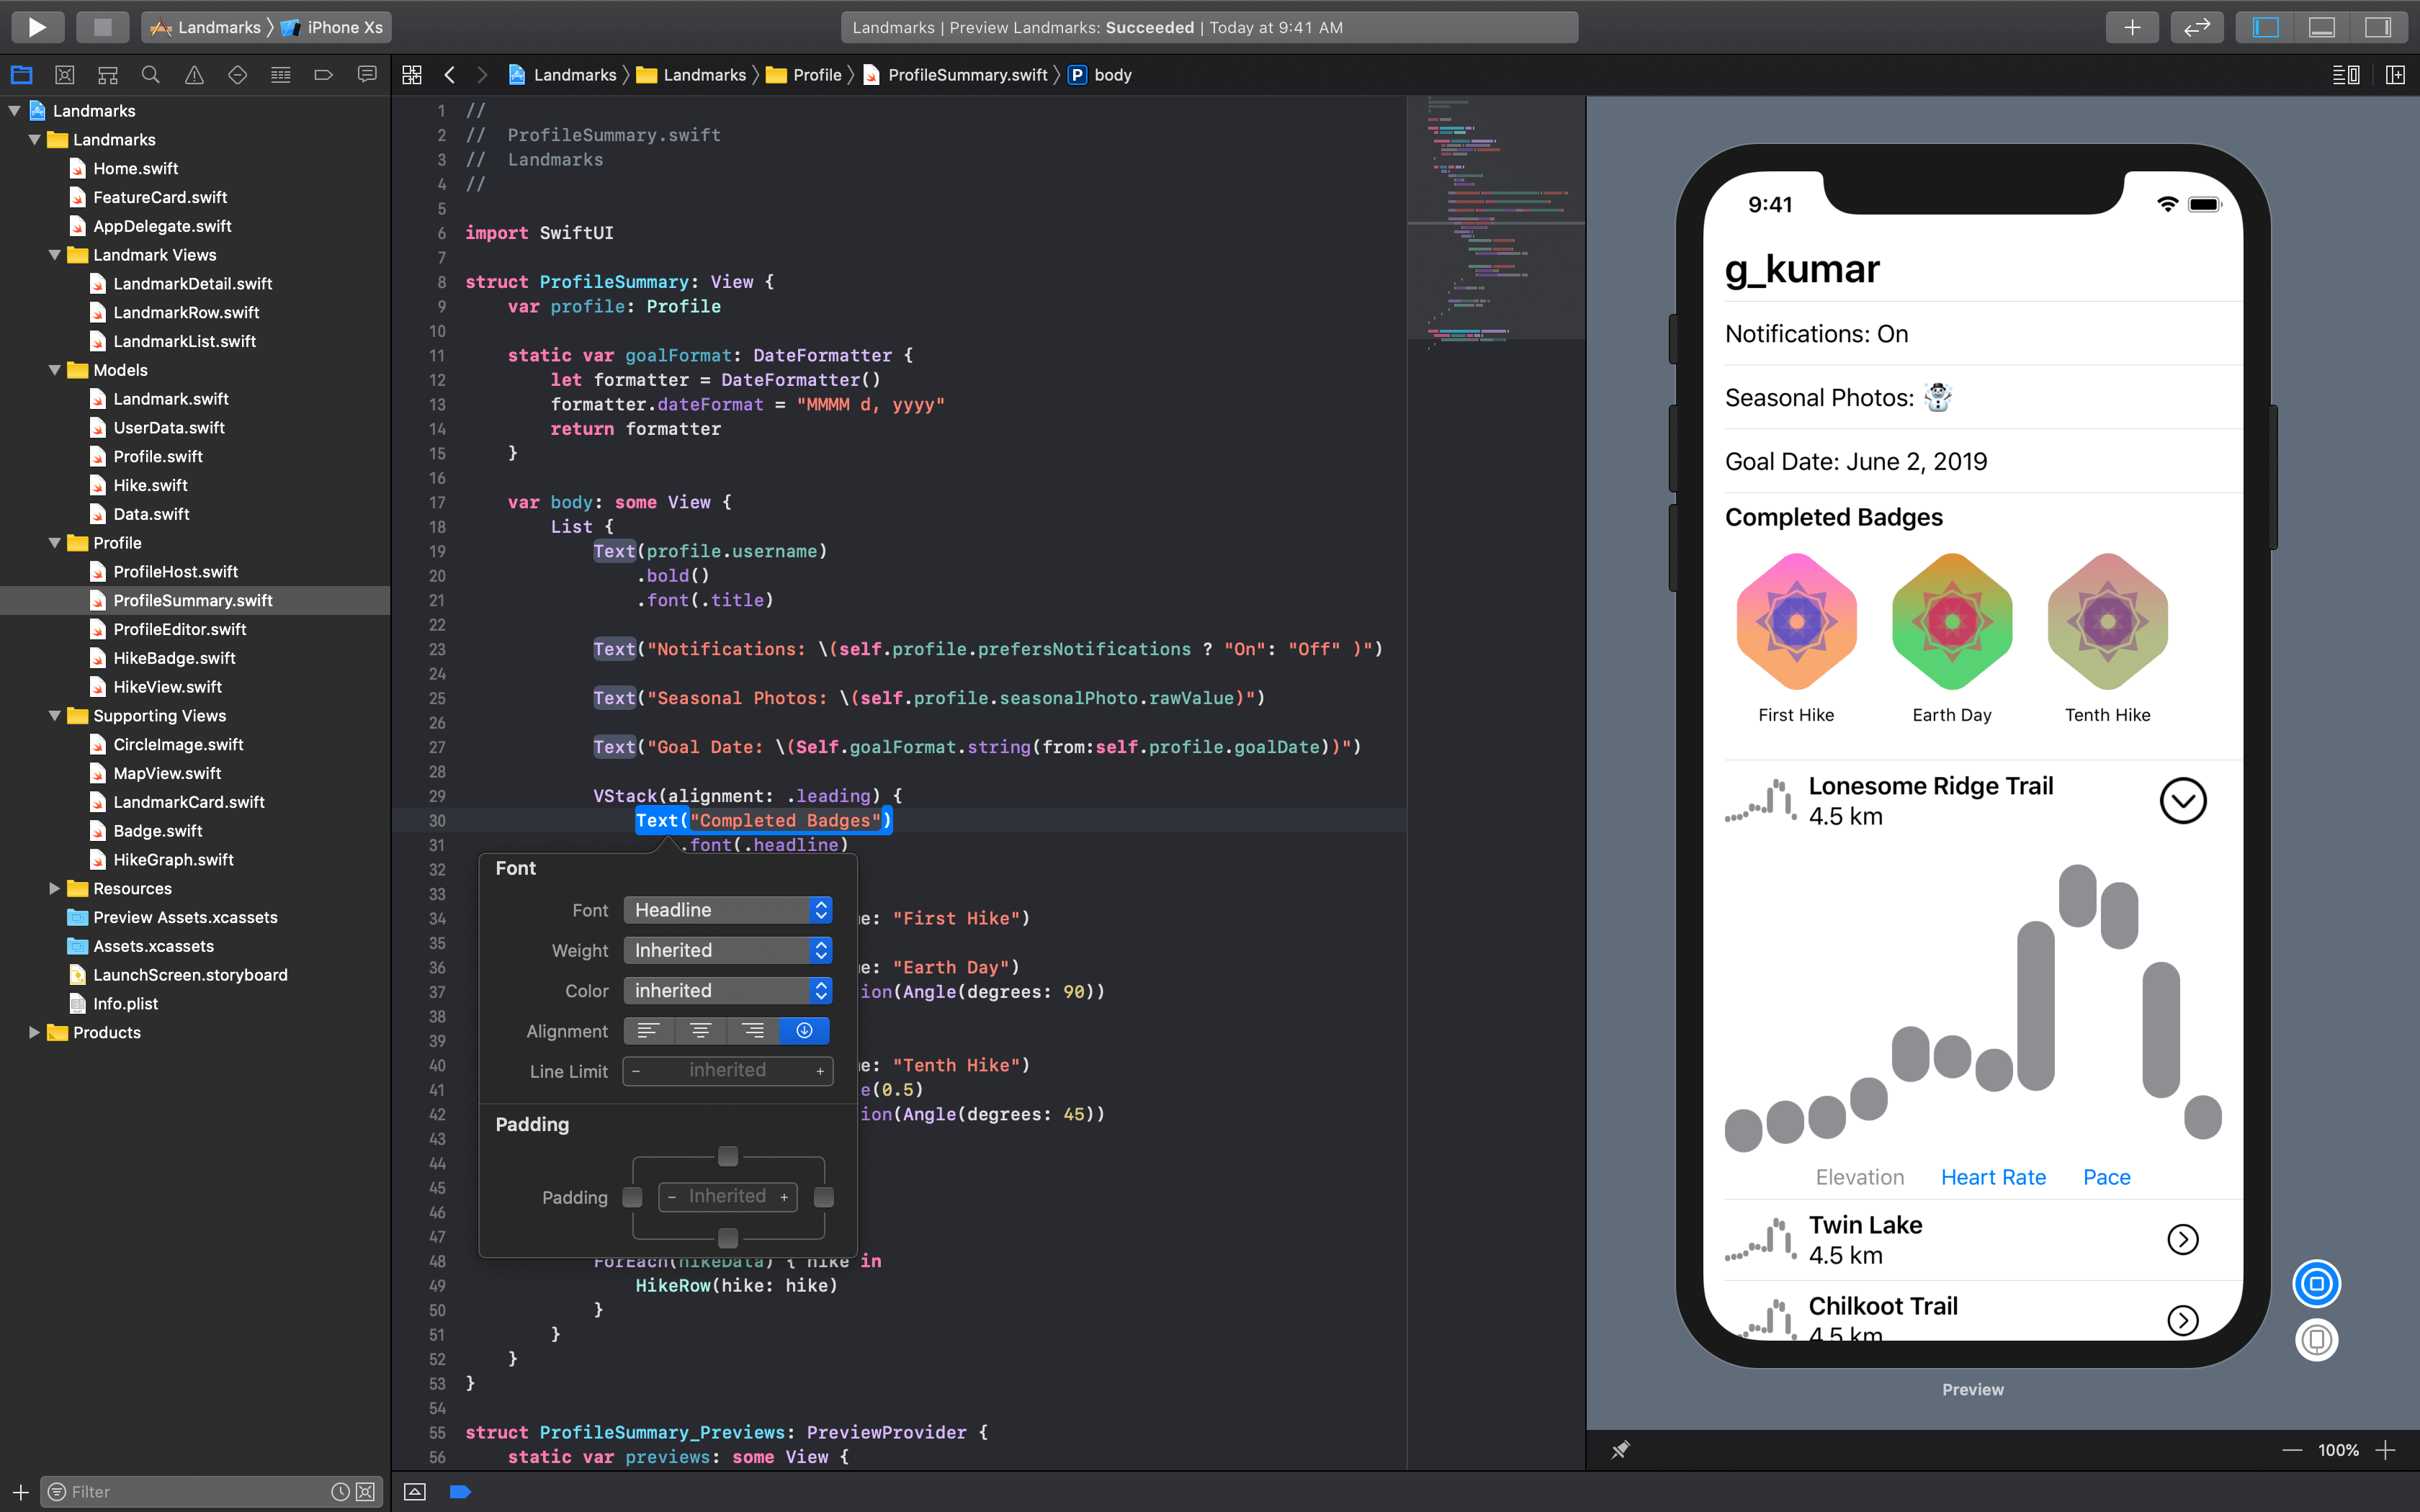 Landmarks iPhone Xs
Landmarks | Preview Landmarks: Succeeded | Today at 9:41 AM
Landmarks Landmarks Profile ProfileSummary.swift P body
Landmarks
Landmarks
Home.swift
FeatureCard.swift
AppDelegate.swift
Landmark Views
LandmarkDetail.swift
LandmarkRow.swift
LandmarkList.swift
Models
Landmark.swift
UserData.swift
Profile.swift
Hike.swift
Data.swift
Profile
ProfileHost.swift
ProfileSummary.swift
ProfileEditor.swift
HikeBadge.swift
HikeView.swift
Supporting Views
CircleImage.swift
MapView.swift
LandmarkCard.swift
Badge.swift
HikeGraph.swift
Resources
Preview Assets.xcassets
Assets.xcassets
LaunchScreen.storyboard
Info.plist
Products
Filter
1 //
2 //  ProfileSummary.swift
3 //  Landmarks
4 //
5
6 import SwiftUI
7
8 struct ProfileSummary: View {
9     var profile: Profile
10
11     static var goalFormat: DateFormatter {
12         let formatter = DateFormatter()
13         formatter.dateFormat = "MMMM d, yyyy"
14         return formatter
15     }
16
17     var body: some View {
18         List {
19             Text(profile.username)
20                 .bold()
21                 .font(.title)
22
23             Text("Notifications: \(self.profile.prefersNotifications ? "On": "Off" )")
24
25             Text("Seasonal Photos: \(self.profile.seasonalPhoto.rawValue)")
26
27             Text("Goal Date: \(Self.goalFormat.string(from:self.profile.goalDate))")
28
29             VStack(alignment: .leading) {
30                 Text("Completed Badges")
31                     .font(.headline)
32
33
34 e: "First Hike")
35
36 e: "Earth Day")
37 ion(Angle(degrees: 90))
38
39
40 e: "Tenth Hike")
41 e(0.5)
42 ion(Angle(degrees: 45))
43
44
45
46
47
48             ForEach(hikeData) { hike in
49                 HikeRow(hike: hike)
50             }
51         }
52     }
53 }
54
55 struct ProfileSummary_Previews: PreviewProvider {
56     static var previews: some View {
Font
Font Headline
Weight Inherited
Color inherited
Alignment
Line Limit − inherited +
Padding
Padding − Inherited +
9:41
g_kumar
Notifications: On
Seasonal Photos: ☃️
Goal Date: June 2, 2019
Completed Badges
First Hike Earth Day Tenth Hike
Lonesome Ridge Trail
4.5 km
Elevation Heart Rate Pace
Twin Lake
4.5 km
Chilkoot Trail
4.5 km
Preview
100%